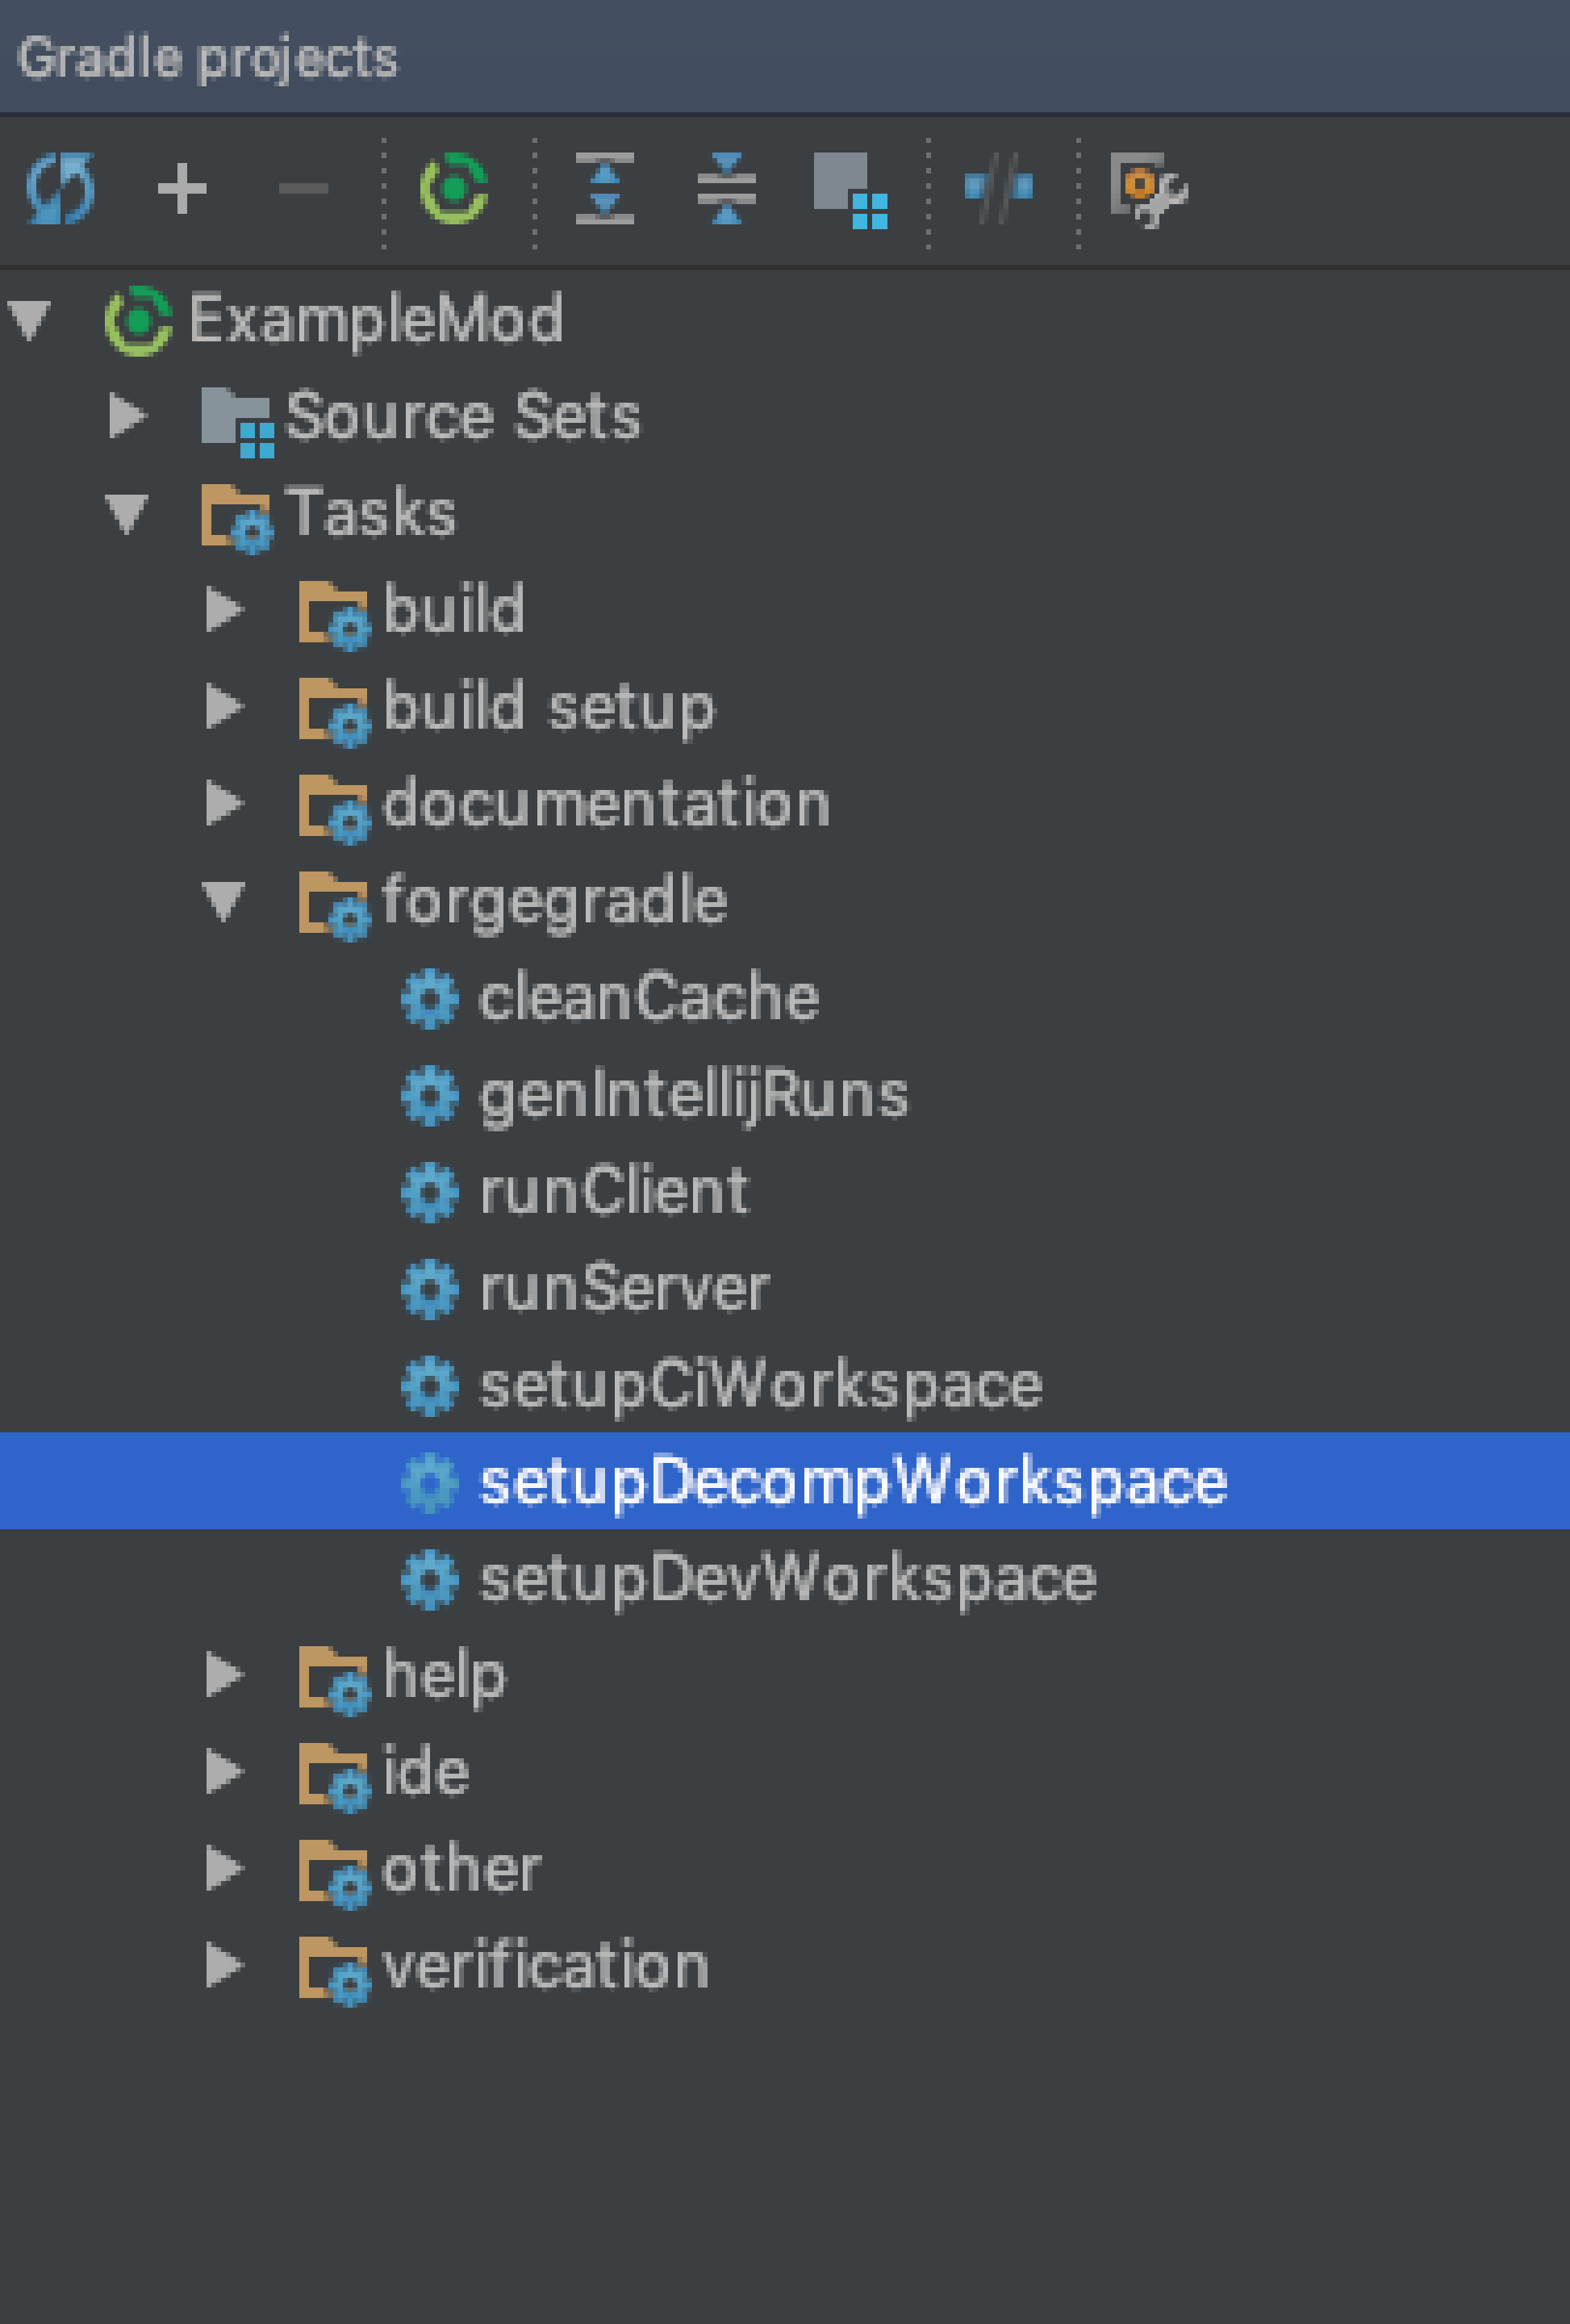 Gradle projects
ExampleMod
Source Sets
Tasks
build
build setup
documentation
forgegradle
cleanCache
genIntellijRuns
runClient
runServer
setupCiWorkspace
setupDecompWorkspace
setupDevWorkspace
help
ide
other
verification